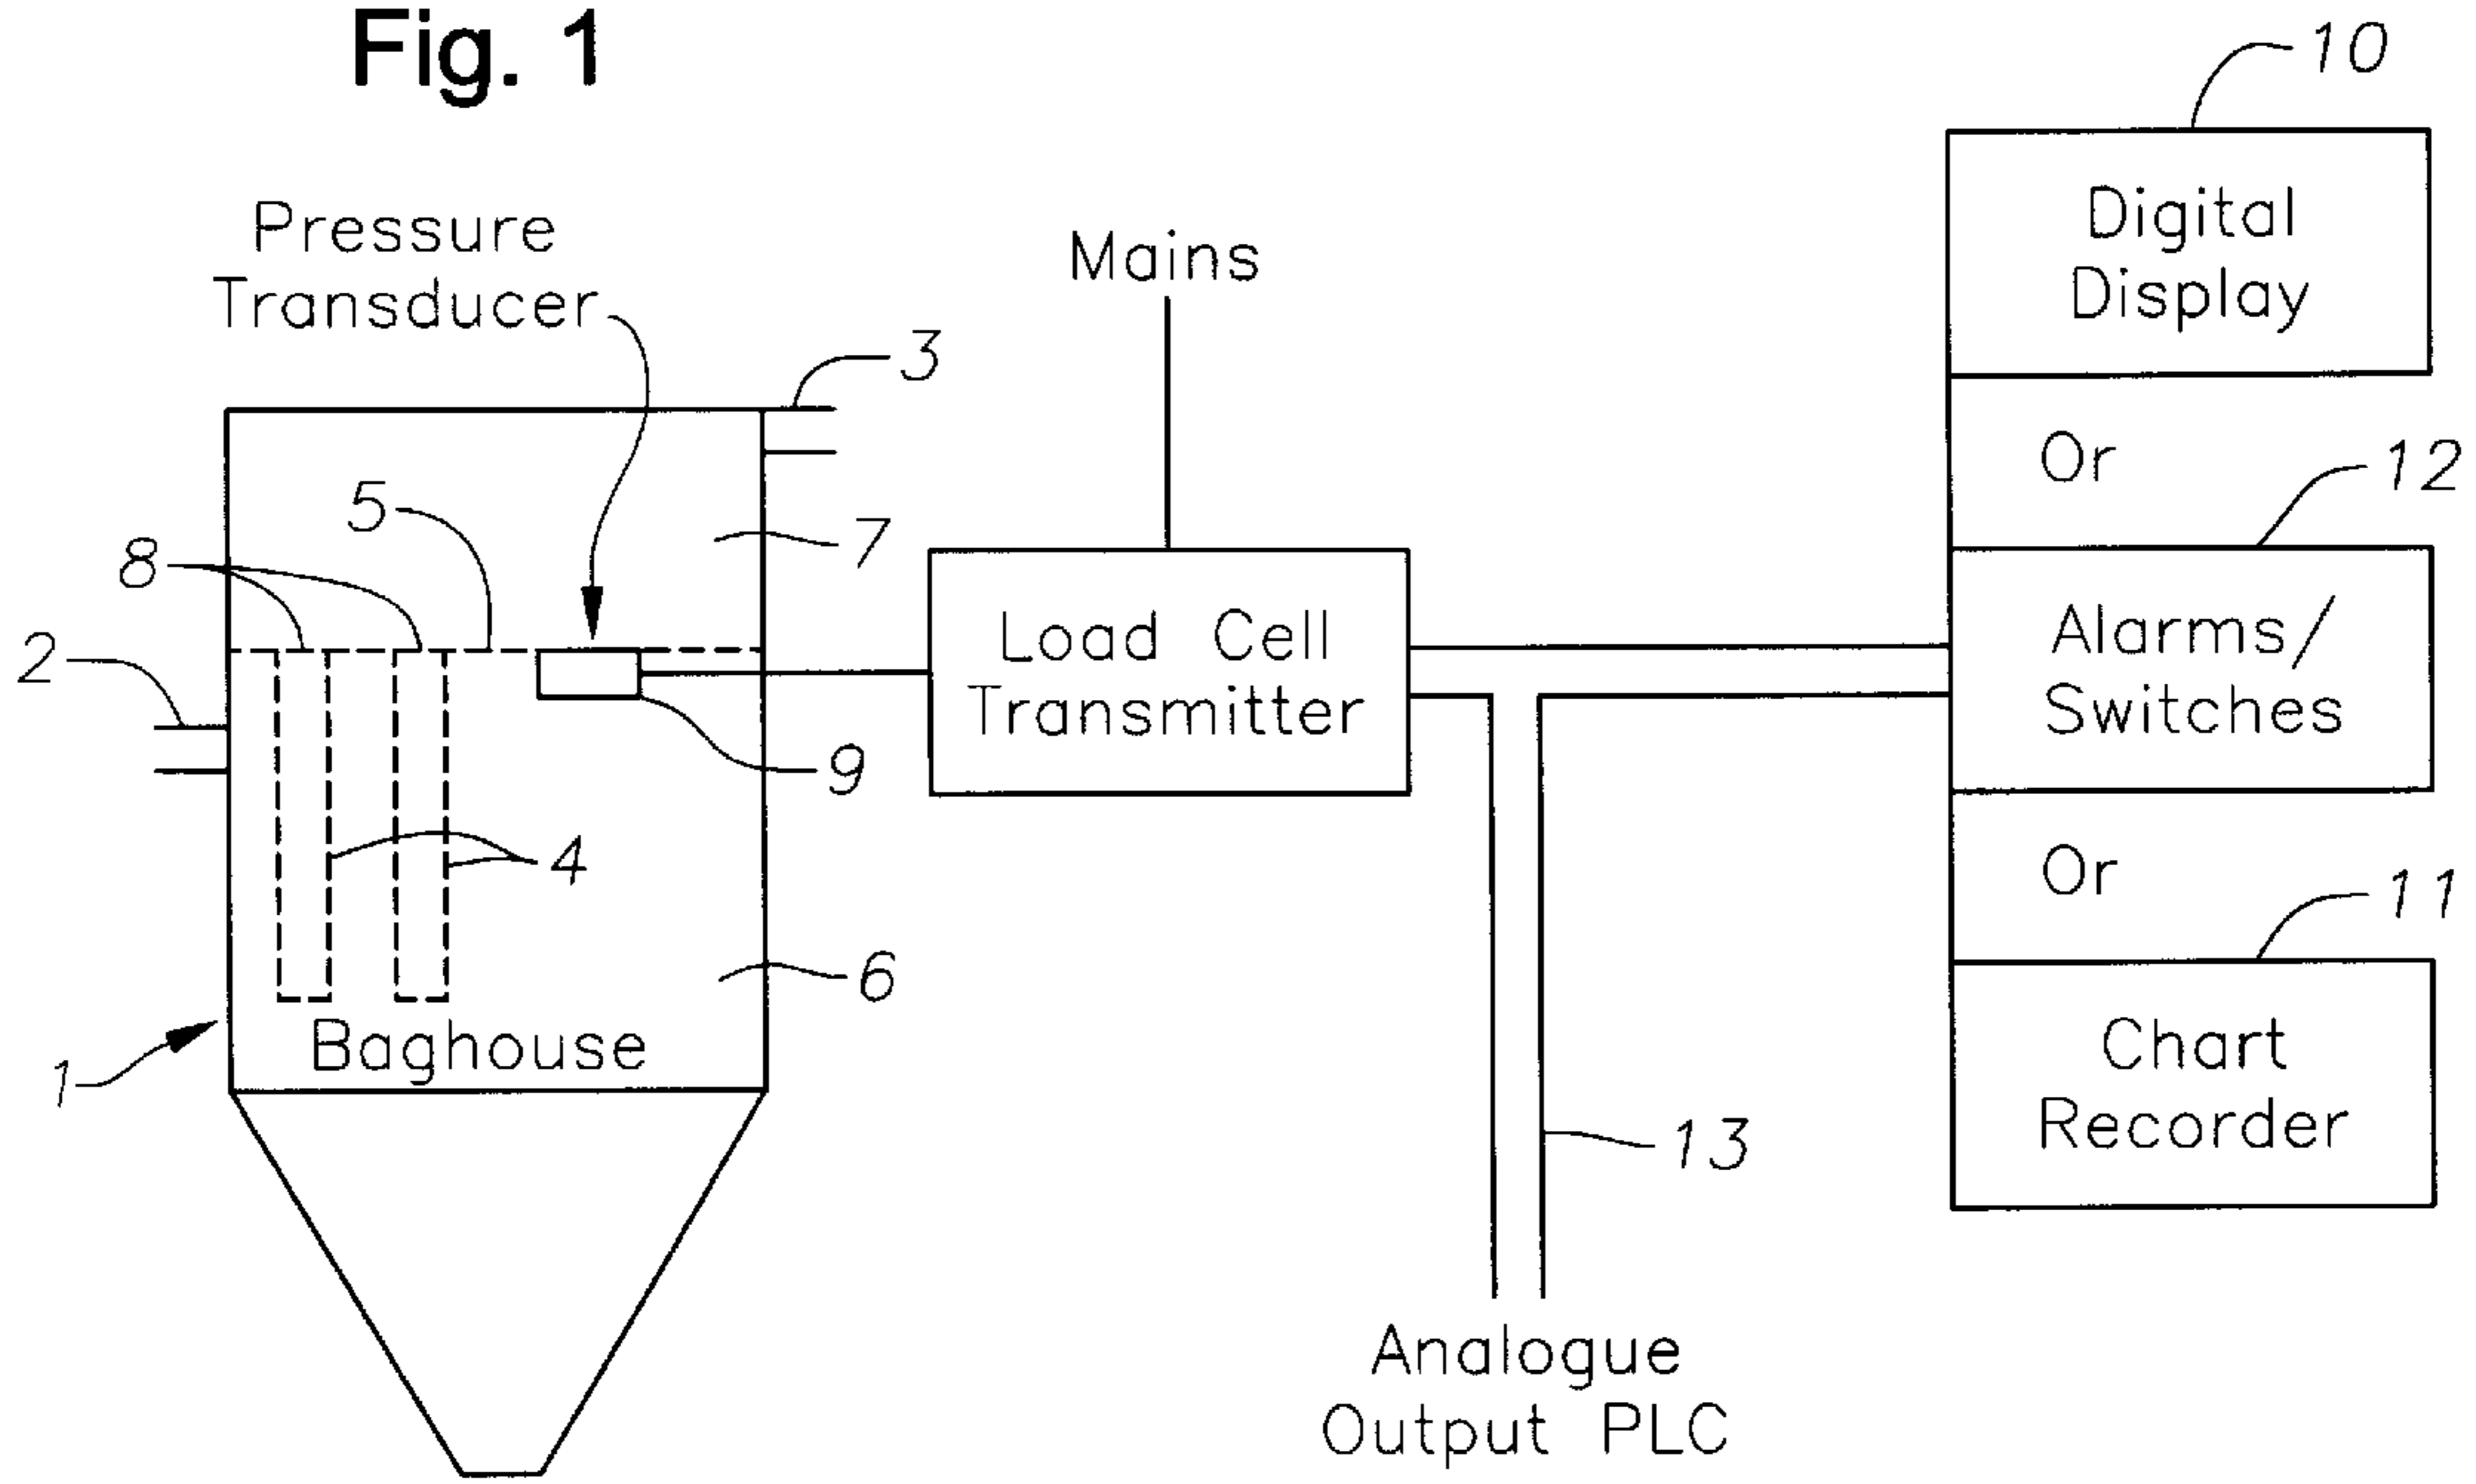 Fig. 1
10
Digital
Display
Pressure
Transducer
Mains
3
Or
12
5
7
8
2
Load Cell
Transmitter
Alarms/
Switches
9
4
Or
11
6
Baghouse
1
Chart
Recorder
13
Analogue
Output PLC